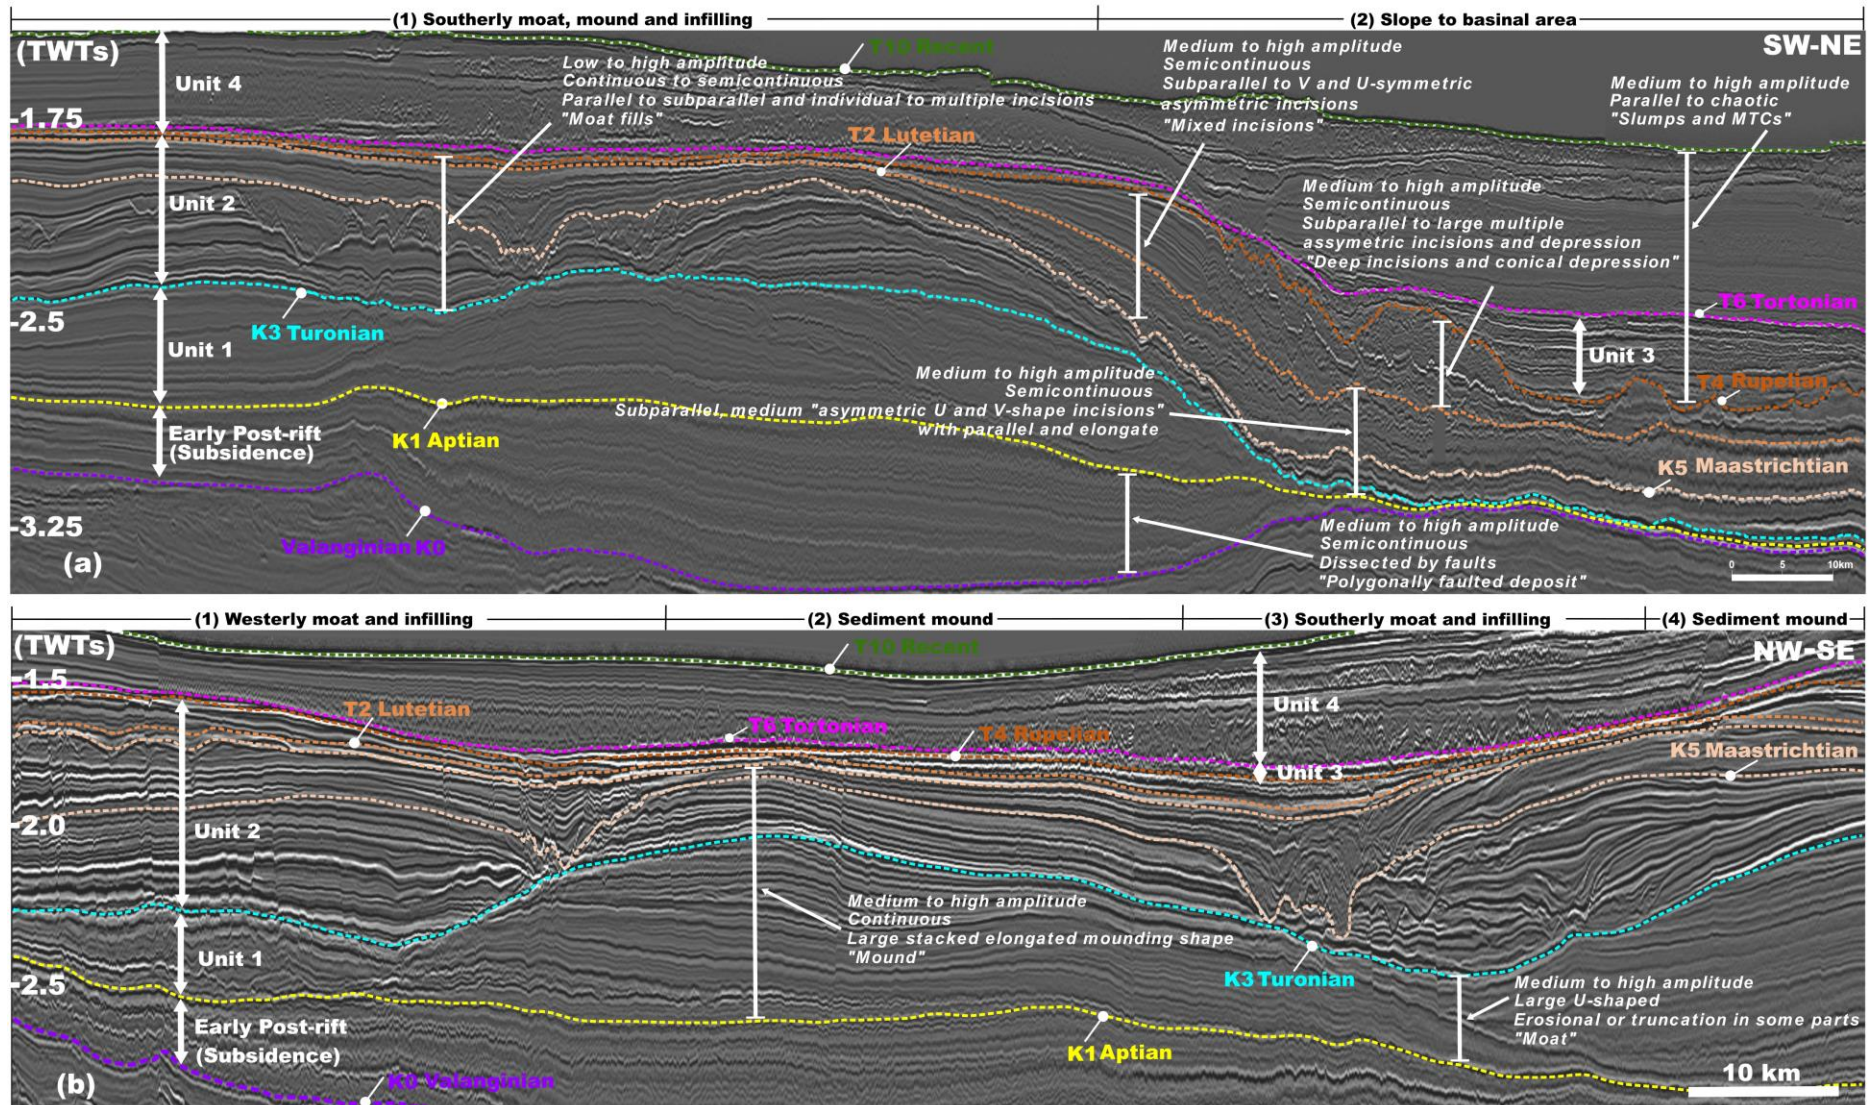 (1) Southerly moat, mound and infilling
(2) Slope to basinal area
(TWTs)
SW-NE
T10 Recent
Unit 4
-1.75
Low to high amplitude
Continuous to semicontinuous
Parallel to subparallel and individual to multiple incisions
"Moat fills"
Medium to high amplitude
Semicontinuous
Subparallel to V and U-symmetric
asymmetric incisions
"Mixed incisions"
Medium to high amplitude
Parallel to chaotic
"Slumps and MTCs"
T2 Lutetian
Unit 2
Medium to high amplitude
Semicontinuous
Subparallel to large multiple
assymetric incisions and depression
"Deep incisions and conical depression"
-2.5
K3 Turonian
T6 Tortonian
Unit 1
Unit 3
Medium to high amplitude
Semicontinuous
Subparallel, medium "asymmetric U and V-shape incisions"
with parallel and elongate
T4 Rupelian
Early Post-rift
(Subsidence)
K1 Aptian
K5 Maastrichtian
-3.25
Valanginian K0
Medium to high amplitude
Semicontinuous
Dissected by faults
"Polygonally faulted deposit"
(a)
0 5 10km
(1) Westerly moat and infilling
(2) Sediment mound
(3) Southerly moat and infilling
(4) Sediment mound
(TWTs)
NW-SE
T10 Recent
-1.5
T2 Lutetian
T6 Tortonian
T4 Rupelian
Unit 4
K5 Maastrichtian
Unit 3
-2.0
Unit 2
Medium to high amplitude
Continuous
Large stacked elongated mounding shape
"Mound"
Unit 1
K3 Turonian
-2.5
Medium to high amplitude
Large U-shaped
Erosional or truncation in some parts
"Moat"
Early Post-rift
(Subsidence)
K1 Aptian
(b)
K0 Valanginian
10 km